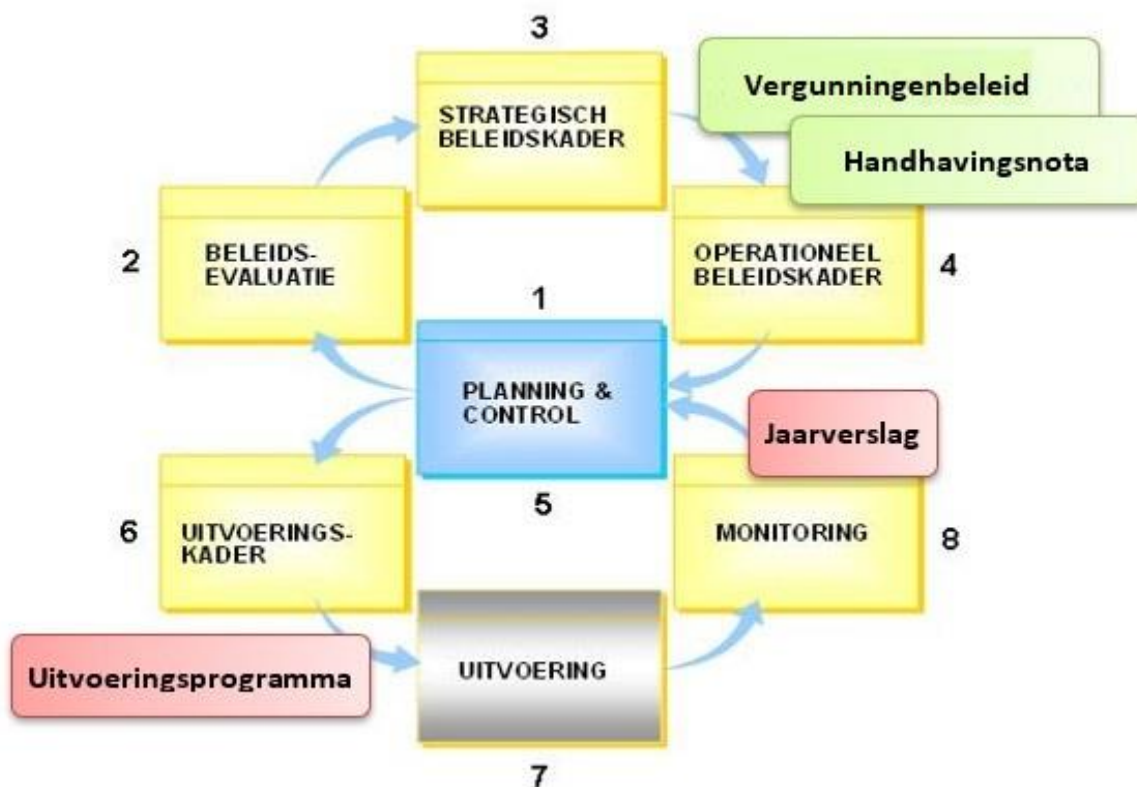 3
STRATEGISCH
BELEIDSKADER
Vergunningenbeleid
Handhavingsnota
2
BELEIDS-
EVALUATIE
OPERATIONEEL
BELEIDSKADER
4
1
PLANNING &
CONTROL
5
Jaarverslag
6
UITVOERINGS-
KADER
MONITORING
8
Uitvoeringsprogramma
UITVOERING
7